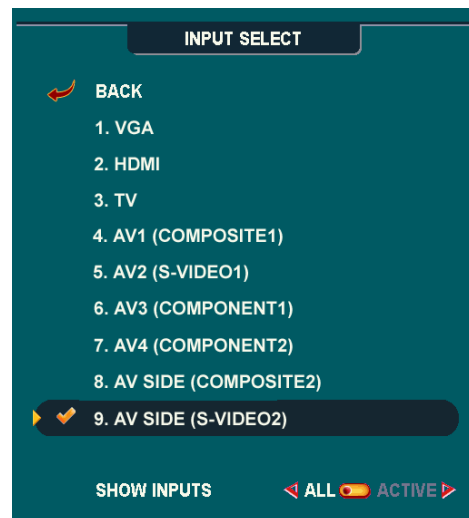 INPUT SELECT
BACK
1. VGA
2. HDMI
3. TV
4. AV1 (COMPOSITE1)
5. AV2 (S-VIDEO1)
6. AV3 (COMPONENT1)
7. AV4 (COMPONENT2)
8. AV SIDE (COMPOSITE2)
9. AV SIDE (S-VIDEO2)
SHOW INPUTS ALL ACTIVE